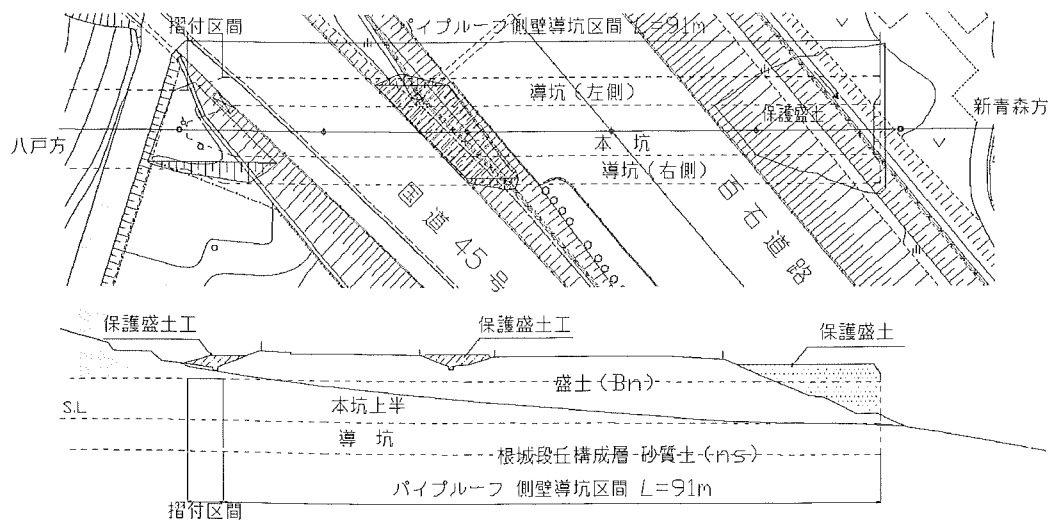 摺付区間
パイプルーフ側壁導坑区間 L=91m
導坑(左側)
保護盛土
新青森方
八戸方
本坑
導坑(右側)
国道45号
百石道路
保護盛土工
保護盛土工
保護盛土
盛土(Bn)
S.L
本坑上半
導坑
根城段丘構成層 砂質土(ns)
パイプルーフ 側壁導坑区間 L=91m
摺付区間